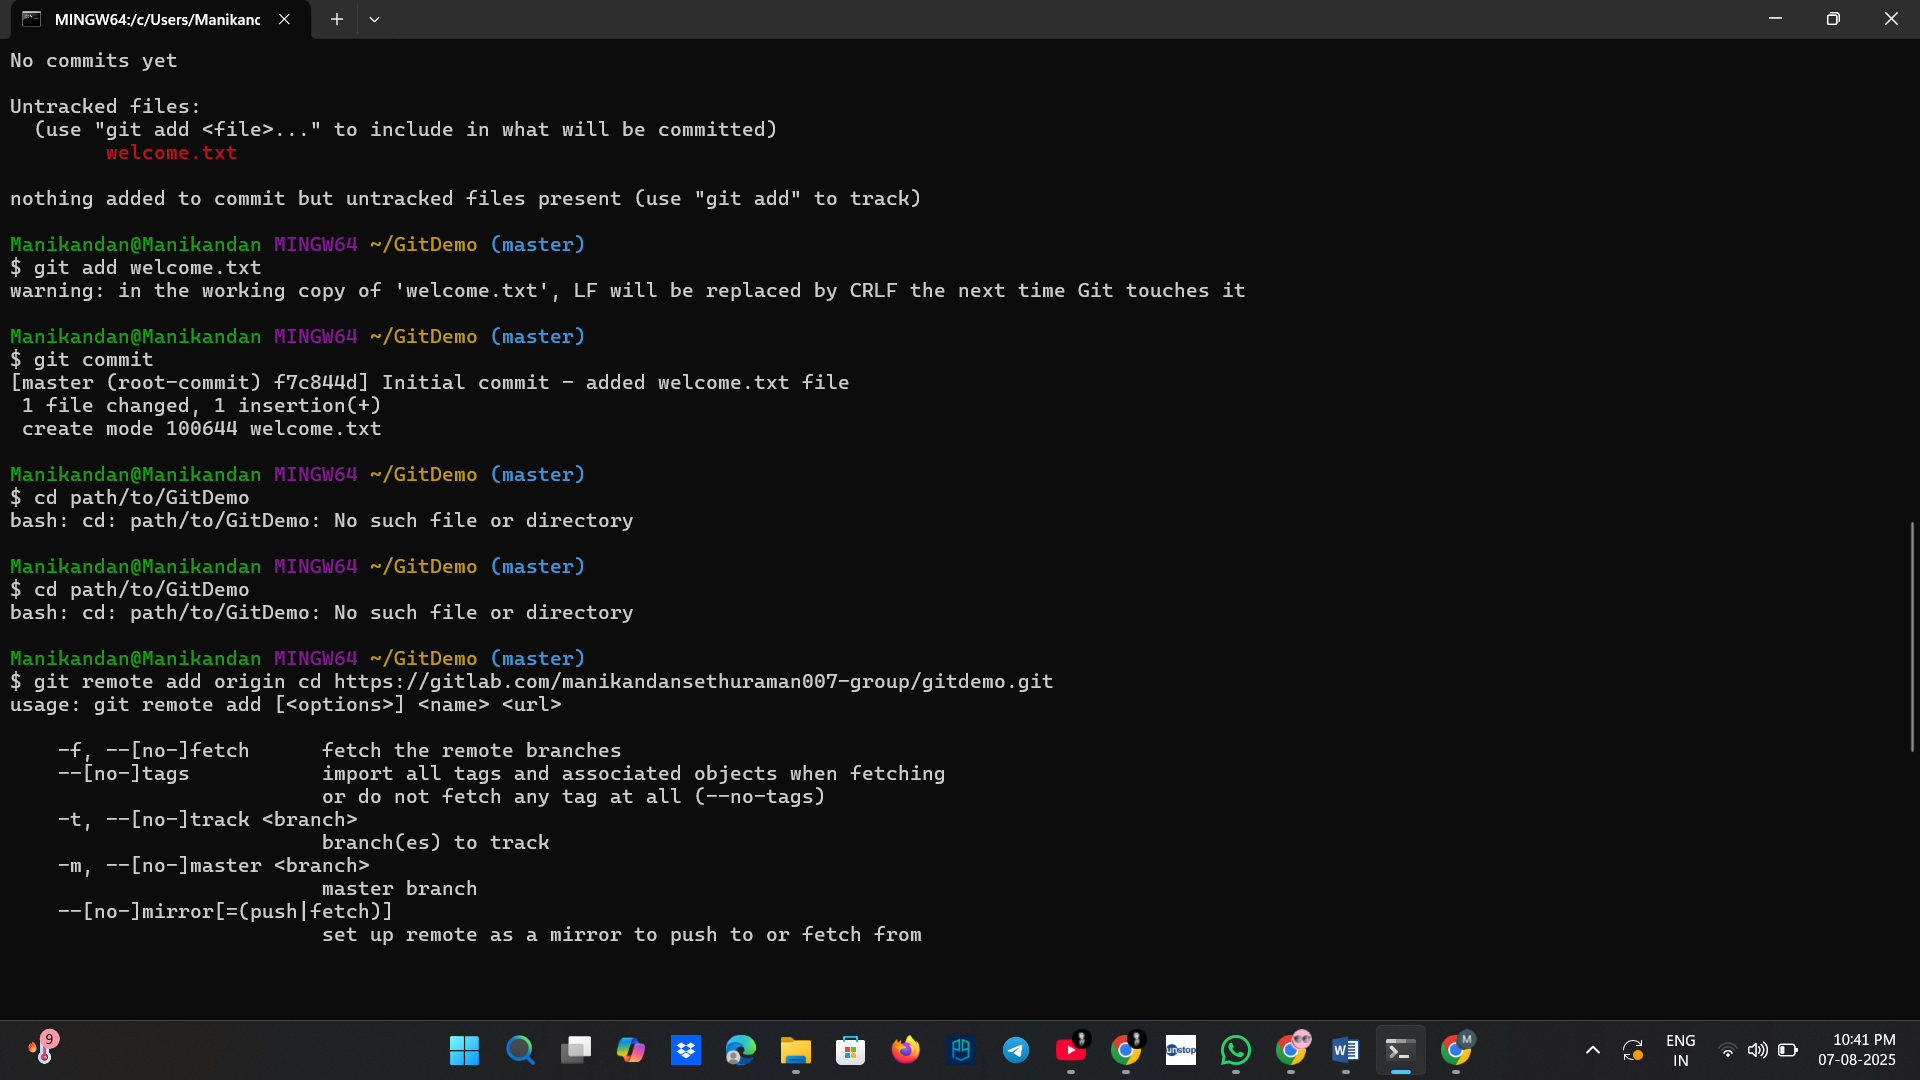 MINGW64:/c/Users/Manikand
No commits yet
Untracked files:
(use "git add <file>..." to include in what will be committed)
welcome.txt
nothing added to commit but untracked files present (use "git add" to track)
Manikandan@Manikandan MINGW64 ~/GitDemo (master)
$ git add welcome.txt
warning: in the working copy of 'welcome.txt', LF will be replaced by CRLF the next time Git touches it
Manikandan@Manikandan MINGW64 ~/GitDemo (master)
$ git commit
[master (root-commit) f7c844d] Initial commit - added welcome.txt file
1 file changed, 1 insertion(+)
create mode 100644 welcome.txt
Manikandan@Manikandan MINGW64 ~/GitDemo (master)
$ cd path/to/GitDemo
bash: cd: path/to/GitDemo: No such file or directory
Manikandan@Manikandan MINGW64 ~/GitDemo (master)
$ cd path/to/GitDemo
bash: cd: path/to/GitDemo: No such file or directory
Manikandan@Manikandan MINGW64 ~/GitDemo (master)
$ git remote add origin cd https://gitlab.com/manikandansethuraman007-group/gitdemo.git
usage: git remote add [<options>] <name> <url>
-f, --[no-]fetch fetch the remote branches
--[no-]tags import all tags and associated objects when fetching
or do not fetch any tag at all (--no-tags)
-t, --[no-]track <branch>
branch(es) to track
-m, --[no-]master <branch>
master branch
--[no-]mirror[=(push|fetch)]
set up remote as a mirror to push to or fetch from
9
unstop
W
M
ENG
IN
10:41 PM
07-08-2025